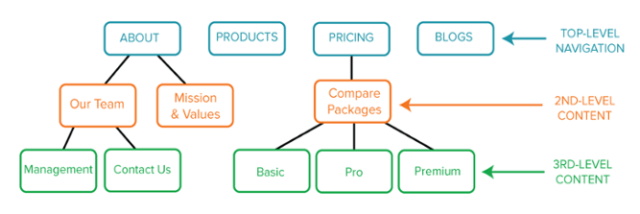 ABOUT
PRODUCTS
PRICING
BLOGS
TOP-LEVEL
NAVIGATION
Our Team
Mission
& Values
Compare
Packages
2ND-LEVEL
CONTENT
Management
Contact Us
Basic
Pro
Premium
3RD-LEVEL
CONTENT